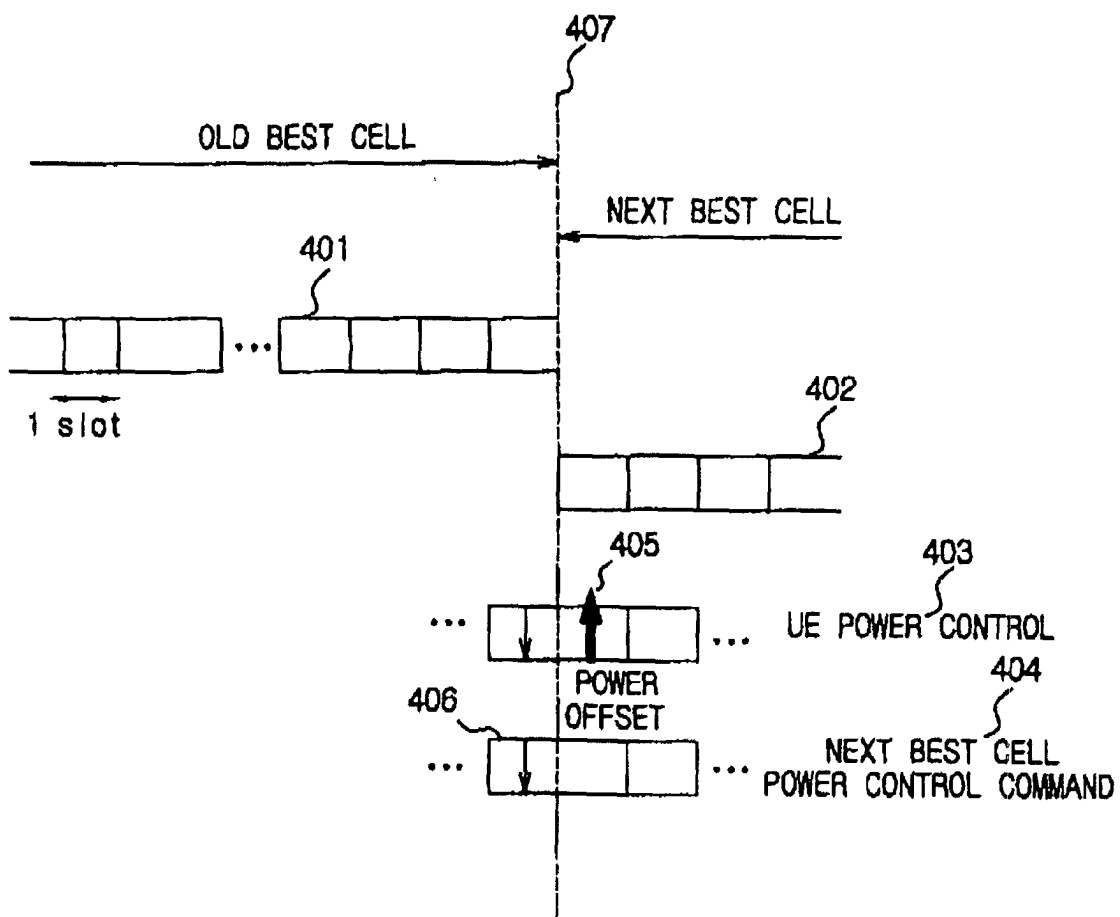 407
OLD BEST CELL
NEXT BEST CELL
401
1 slot
402
405
403
UE POWER CONTROL
POWER
OFFSET
404
406
NEXT BEST CELL
POWER CONTROL COMMAND